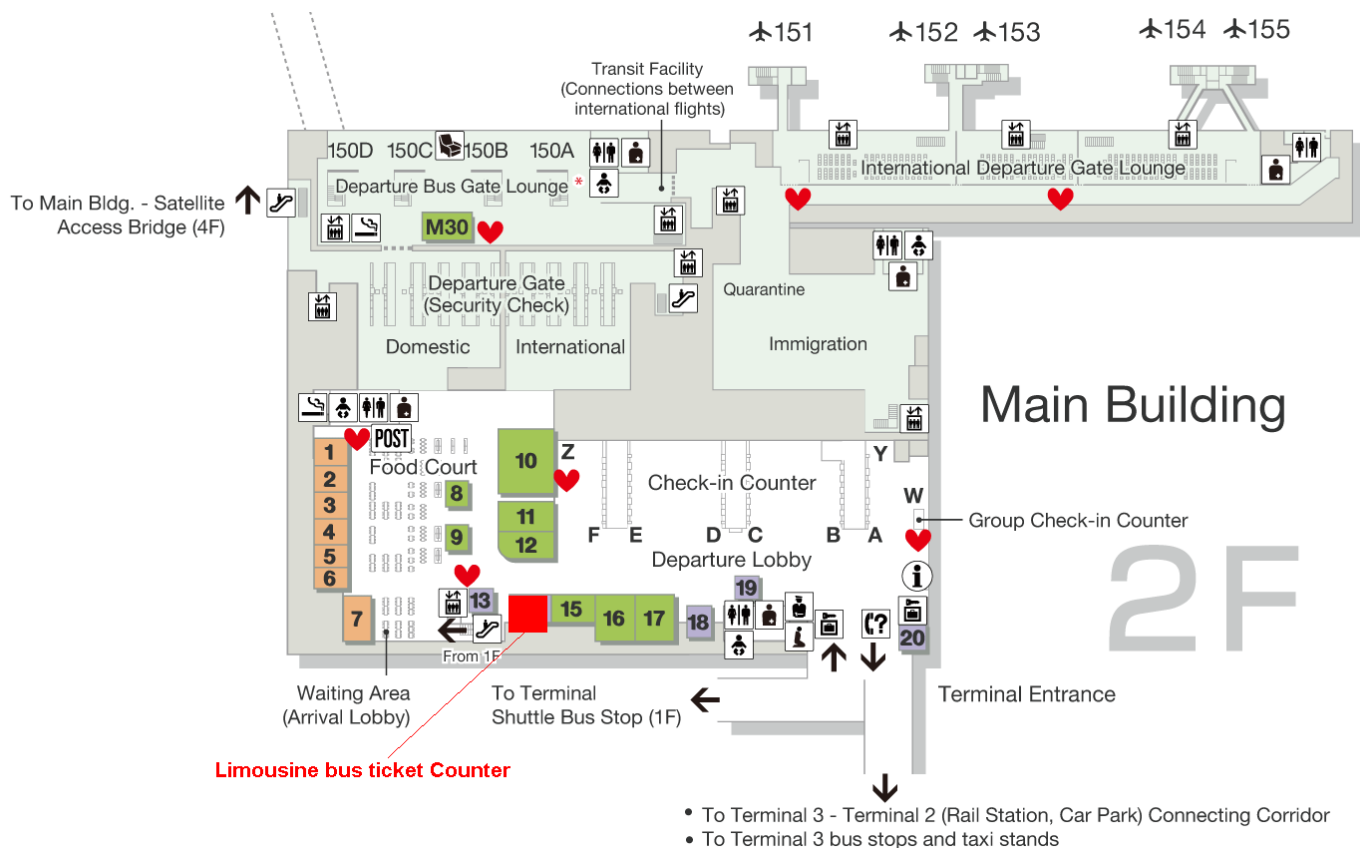 151
152
153
154
155
Transit Facility
(Connections between
international flights)
150D
150C
150B
150A
Departure Bus Gate Lounge *
International Departure Gate Lounge
To Main Bldg. - Satellite
Access Bridge (4F)
M30
Departure Gate
(Security Check)
Quarantine
Domestic
International
Immigration
Main Building
POST
Food Court
1
2
3
4
5
6
7
8
9
10
11
12
Z
Y
W
Check-in Counter
Group Check-in Counter
F
E
D
C
B
A
Departure Lobby
2F
13
15
16
17
18
19
20
i
?
From 1F
Waiting Area
(Arrival Lobby)
To Terminal
Shuttle Bus Stop (1F)
Terminal Entrance
Limousine bus ticket Counter
• To Terminal 3 - Terminal 2 (Rail Station, Car Park) Connecting Corridor
• To Terminal 3 bus stops and taxi stands